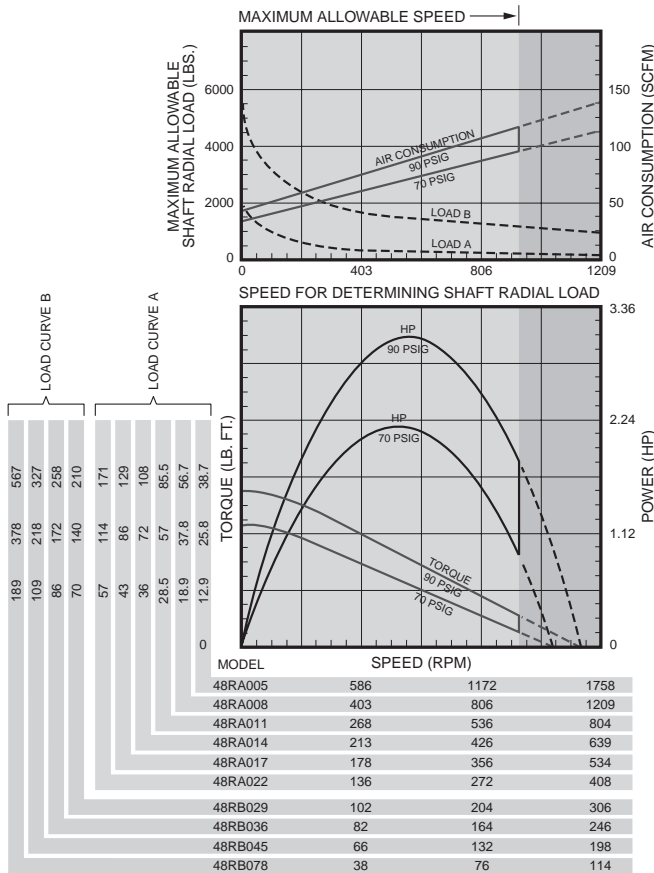 MAXIMUM ALLOWABLE SPEED
MAXIMUM ALLOWABLE
SHAFT RADIAL LOAD (LBS.)
6000
4000
2000
0
150
100
50
0
AIR CONSUMPTION (SCFM)
AIR CONSUMPTION
90 PSIG
70 PSIG
LOAD B
LOAD A
0 403 806 1209
SPEED FOR DETERMINING SHAFT RADIAL LOAD
LOAD CURVE B
LOAD CURVE A
567 327 258 210 171 129 108 85.5 56.7 38.7
378 218 172 140 114 86 72 57 37.8 25.8
189 109 86 70 57 43 36 28.5 18.9 12.9
0
TORQUE (LB. FT.)
HP
90 PSIG
HP
70 PSIG
TORQUE
90 PSIG
70 PSIG
3.36
2.24
1.12
0
POWER (HP)
MODEL SPEED (RPM)
48RA005 586 1172 1758
48RA008 403 806 1209
48RA011 268 536 804
48RA014 213 426 639
48RA017 178 356 534
48RA022 136 272 408
48RB029 102 204 306
48RB036 82 164 246
48RB045 66 132 198
48RB078 38 76 114